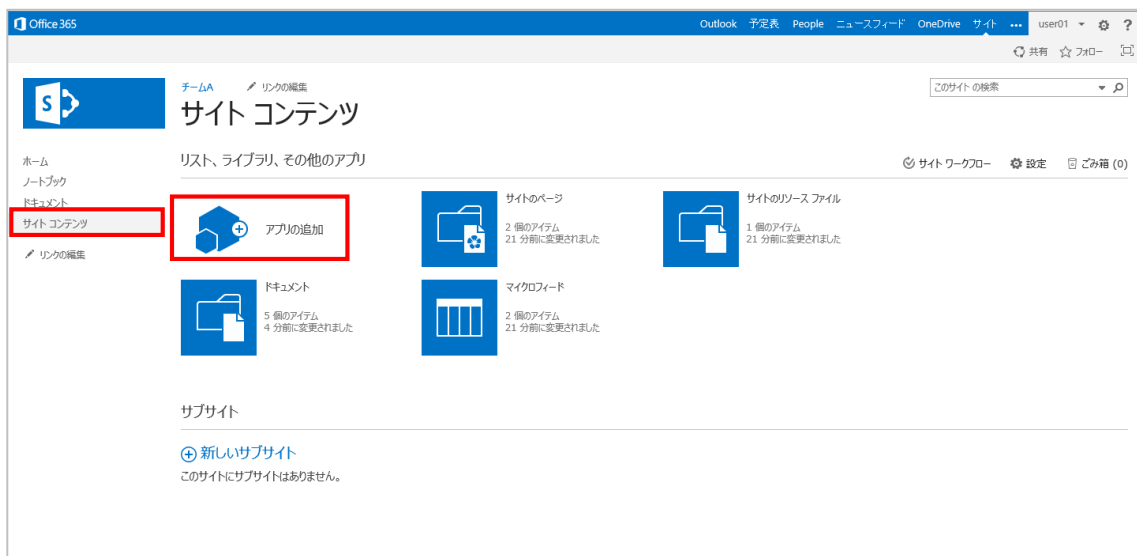 Office 365
Outlook 予定表 People ニュースフィード OneDrive サイト ••• user01 ?
共有 フォロー
S
チームA リンクの編集
このサイト の検索
サイト コンテンツ
ホーム
ノートブック
ドキュメント
サイト コンテンツ
リンクの編集
リスト、ライブラリ、その他のアプリ
サイト ワークフロー 設定 ごみ箱 (0)
アプリの追加
サイトのページ
2 個のアイテム
21 分前に変更されました
サイトのリソース ファイル
1 個のアイテム
21 分前に変更されました
ドキュメント
5 個のアイテム
4 分前に変更されました
マイクロフィード
2 個のアイテム
21 分前に変更されました
サブサイト
新しいサブサイト
このサイトにサブサイトはありません。